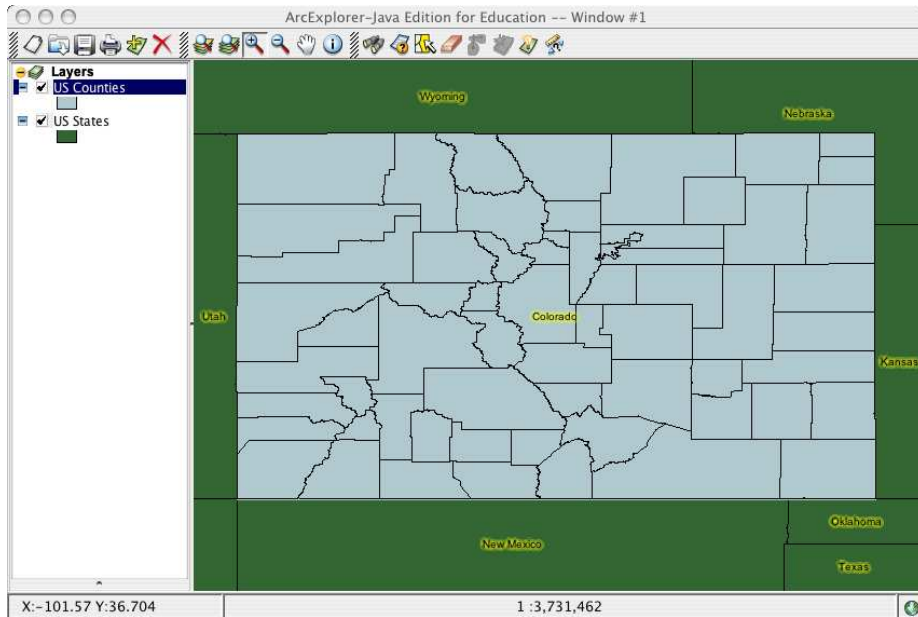 ArcExplorer-Java Edition for Education -- Window #1
Layers
US Counties
US States
Wyoming
Nebraska
Utah
Colorado
Kansas
New Mexico
Oklahoma
Texas
X:-101.57 Y:36.704
1 :3,731,462